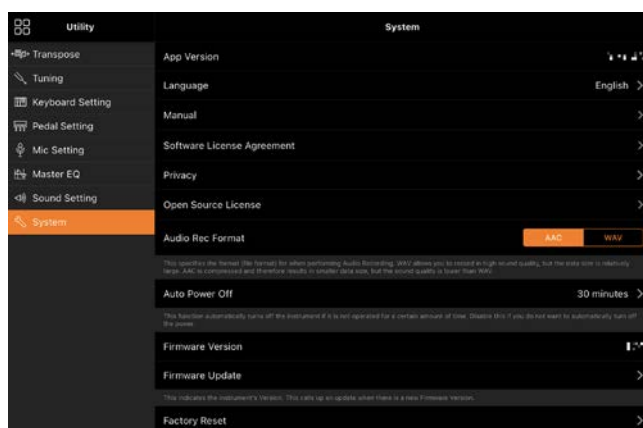 Utility
System
Transpose
Tuning
Keyboard Setting
Pedal Setting
Mic Setting
Master EQ
Sound Setting
System
App Version
Language English
Manual
Software License Agreement
Privacy
Open Source License
Audio Rec Format AAC WAV
This specifies the format (file format) for when performing Audio Recording. WAV allows you to record in high sound quality, but the data size is relatively
large. AAC is compressed and therefore results in smaller data size, but the sound quality is lower than WAV.
Auto Power Off 30 minutes
This function automatically turns off the instrument if it is not operated for a certain amount of time. Disable this if you do not want to automatically turn off
the power.
Firmware Version
Firmware Update
This indicates the instrument's Version. This calls up an update when there is a new Firmware version.
Factory Reset